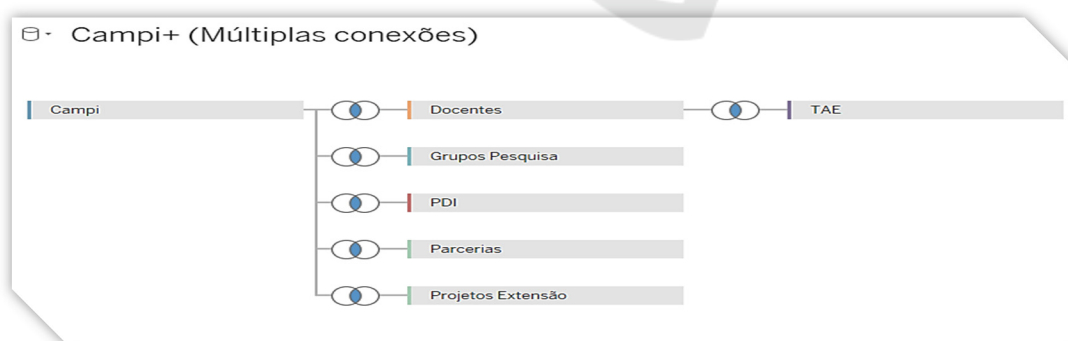 Campi+ (Múltiplas conexões)
Campi
Docentes
TAE
Grupos Pesquisa
PDI
Parcerias
Projetos Extensão